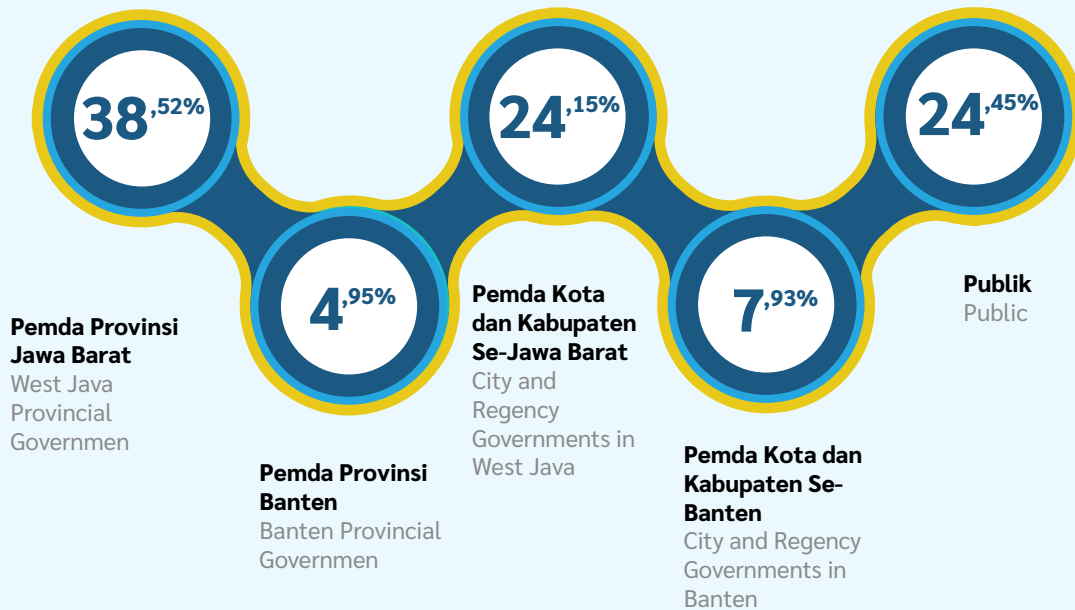 38,52%
Pemda Provinsi
Jawa Barat
West Java
Provincial
Governmen
4,95%
Pemda Provinsi
Banten
Banten Provincial
Governmen
24,15%
Pemda Kota
dan Kabupaten
Se-Jawa Barat
City and
Regency
Governments in
West Java
7,93%
Pemda Kota dan
Kabupaten Se-
Banten
City and Regency
Governments in
Banten
24,45%
Publik
Public